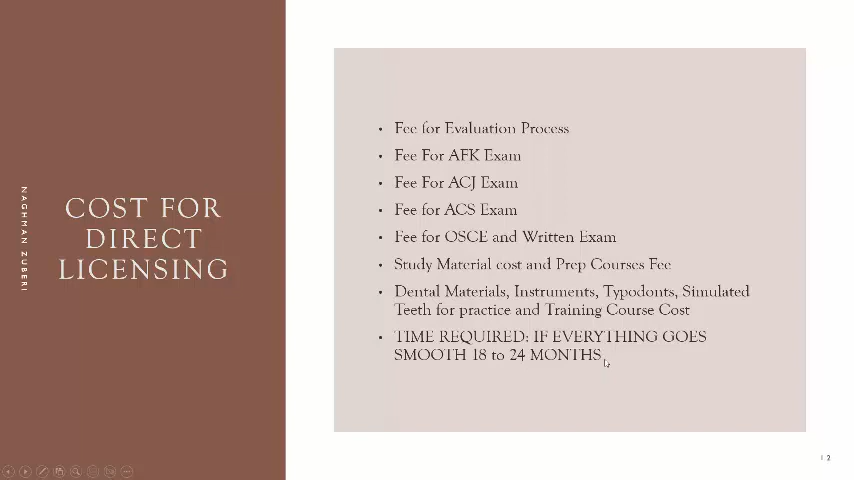 NAGHMAN ZUBERI
COST FOR
DIRECT
LICENSING
• Fee for Evaluation Process
• Fee For AFK Exam
• Fee For ACJ Exam
• Fee for ACS Exam
• Fee for OSCE and Written Exam
• Study Material cost and Prep Courses Fee
• Dental Materials, Instruments, Typodonts, Simulated
Teeth for practice and Training Course Cost
• TIME REQUIRED: IF EVERYTHING GOES
SMOOTH 18 to 24 MONTHS
12